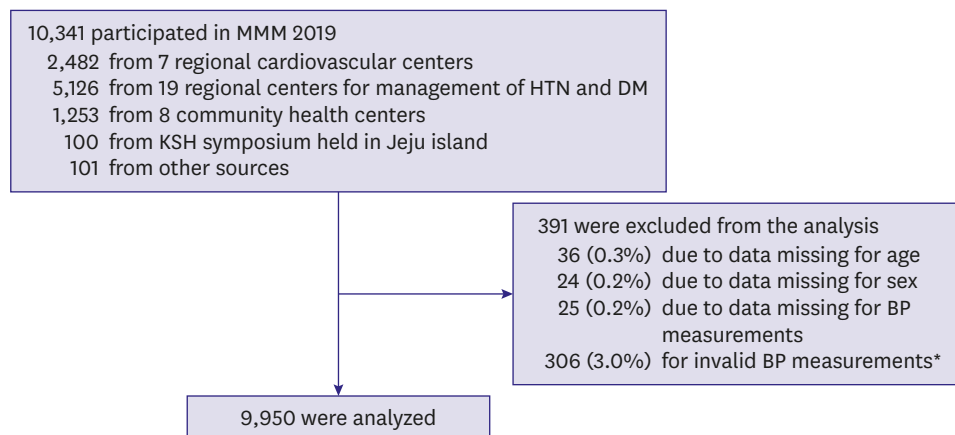 10,341 participated in MMM 2019
2,482 from 7 regional cardiovascular centers
5,126 from 19 regional centers for management of HTN and DM
1,253 from 8 community health centers
100 from KSH symposium held in Jeju island
101 from other sources
391 were excluded from the analysis
36 (0.3%) due to data missing for age
24 (0.2%) due to data missing for sex
25 (0.2%) due to data missing for BP
measurements
306 (3.0%) for invalid BP measurements*
9,950 were analyzed